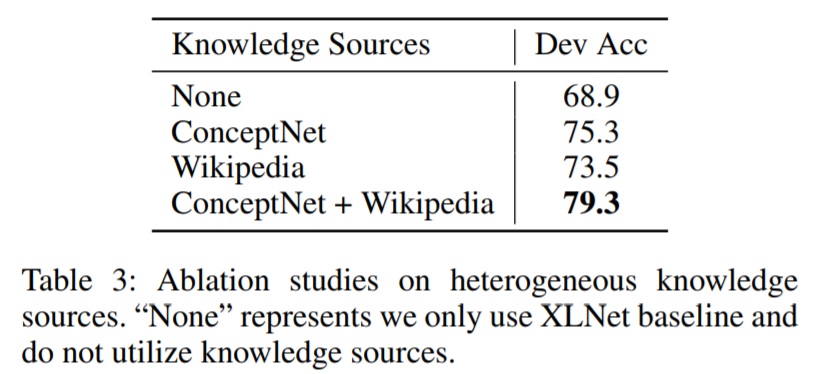 Knowledge Sources Dev Acc
None 68.9
ConceptNet 75.3
Wikipedia 73.5
ConceptNet + Wikipedia 79.3
Table 3: Ablation studies on heterogeneous knowledge
sources. “None” represents we only use XLNet baseline and
do not utilize knowledge sources.